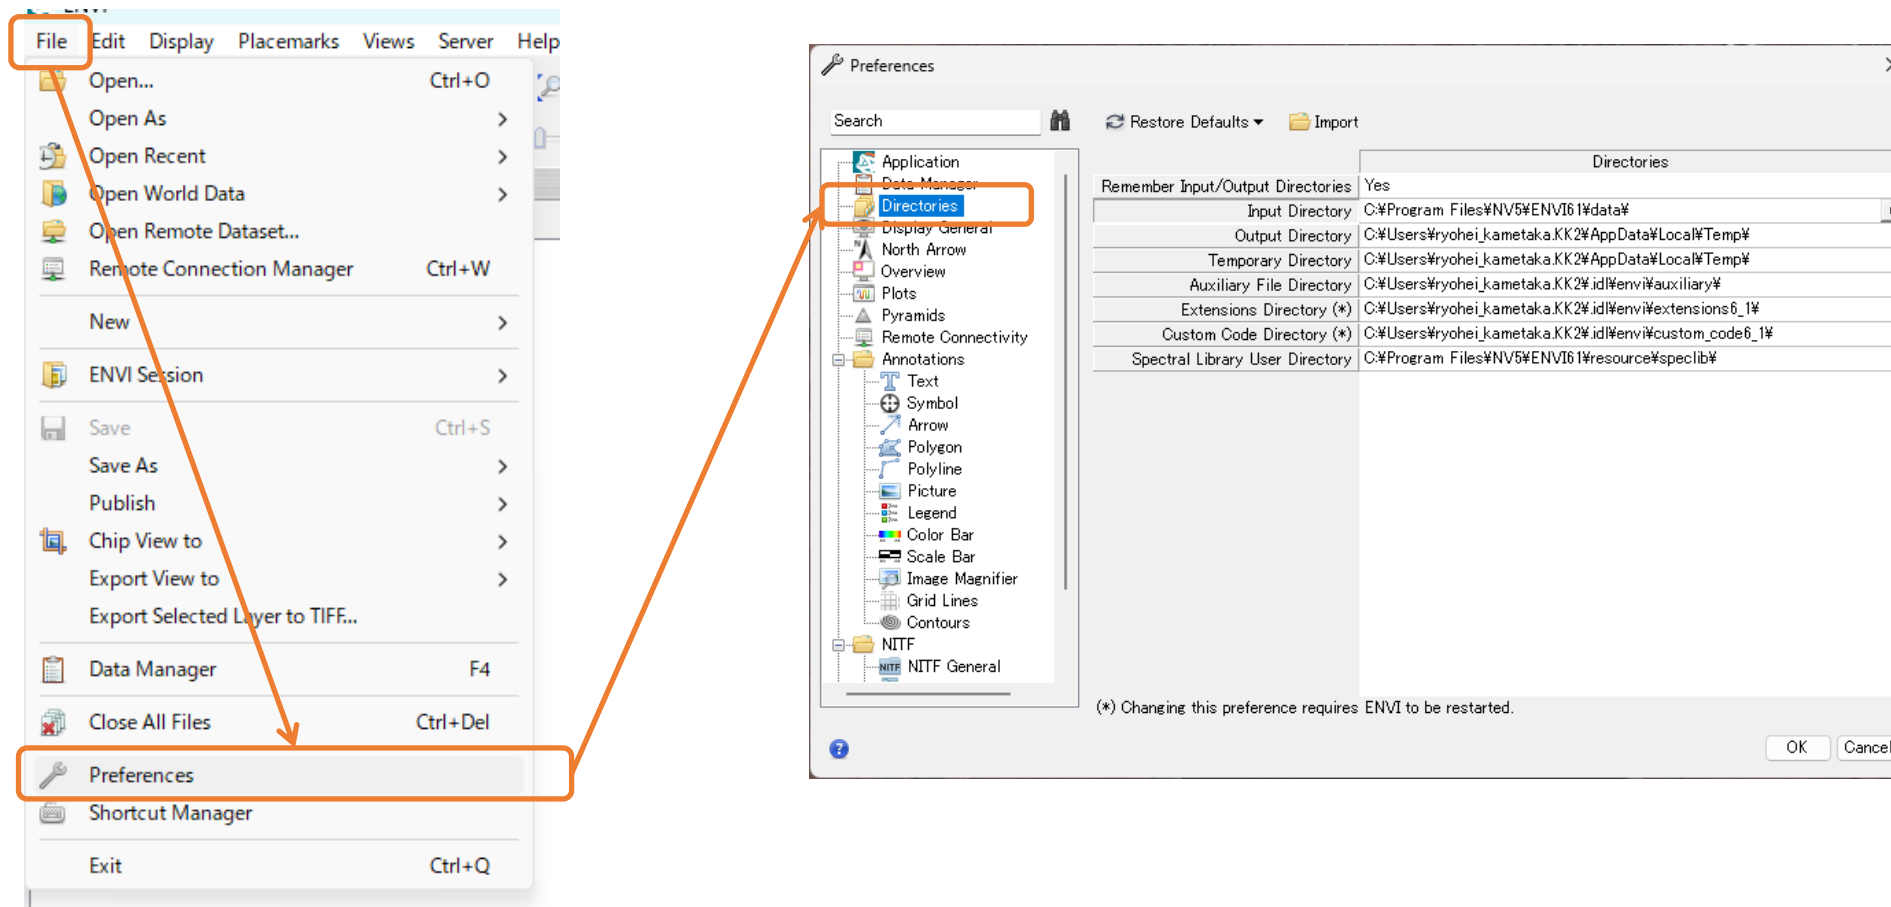 ENVI
File Edit Display Placemarks Views Server Help
Open... Ctrl+O
Open As
Open Recent
Open World Data
Open Remote Dataset...
Remote Connection Manager Ctrl+W
New
ENVI Session
Save Ctrl+S
Save As
Publish
Chip View to
Export View to
Export Selected Layer to TIFF...
Data Manager F4
Close All Files Ctrl+Del
Preferences
Shortcut Manager
Exit Ctrl+Q
Preferences
Search
Restore Defaults
Import
Application
Data Manager
Directories
Display General
North Arrow
Overview
Plots
Pyramids
Remote Connectivity
Annotations
Text
Symbol
Arrow
Polygon
Polyline
Picture
Legend
Color Bar
Scale Bar
Image Magnifier
Grid Lines
Contours
NITF
NITF General
Directories
Remember Input/Output Directories Yes
Input Directory C:¥Program Files¥NV5¥ENVI61¥data¥
Output Directory C:¥Users¥ryohei_kametaka.KK2¥AppData¥Local¥Temp¥
Temporary Directory C:¥Users¥ryohei_kametaka.KK2¥AppData¥Local¥Temp¥
Auxiliary File Directory C:¥Users¥ryohei_kametaka.KK2¥.idl¥envi¥auxiliary¥
Extensions Directory (*) C:¥Users¥ryohei_kametaka.KK2¥.idl¥envi¥extensions6_1¥
Custom Code Directory (*) C:¥Users¥ryohei_kametaka.KK2¥.idl¥envi¥custom_code6_1¥
Spectral Library User Directory C:¥Program Files¥NV5¥ENVI61¥resource¥speclib¥
(*) Changing this preference requires ENVI to be restarted.
OK Cancel